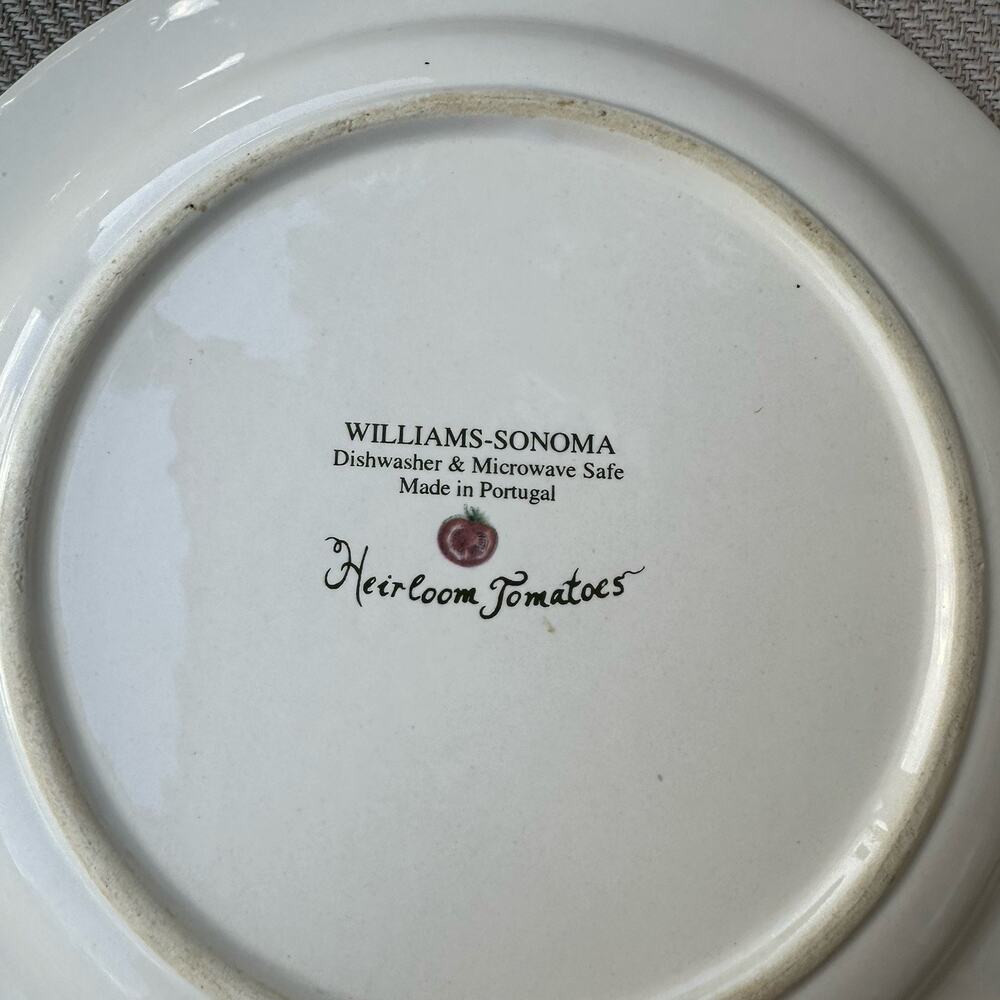 WILLIAMS-SONOMA
Dishwasher & Microwave Safe
Made in Portugal
Heirloom Tomatoes